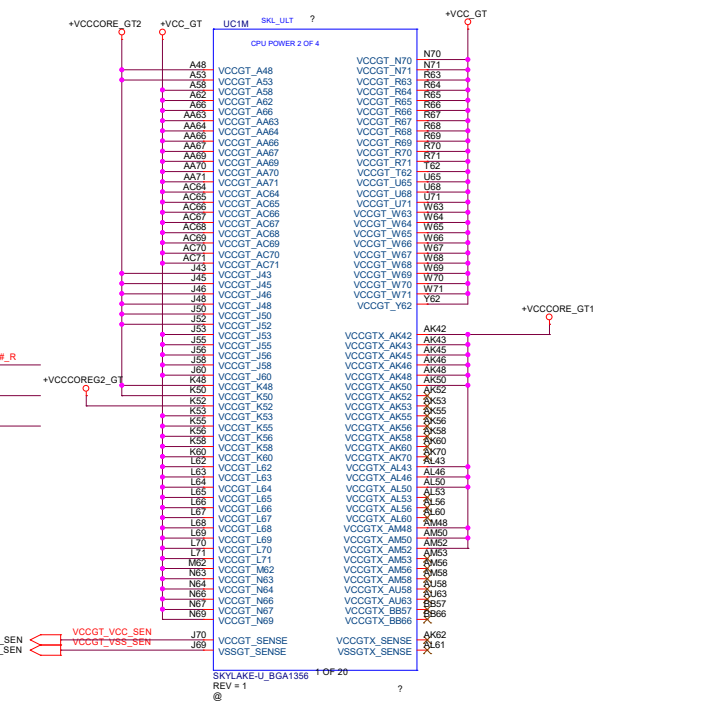 +VCCCORE_GT2
+VCC_GT
UC1M
SKL_ULT
?
+VCC_GT
CPU POWER 2 OF 4
A48 VCCGT_A48
A53 VCCGT_A53
A58 VCCGT_A58
A62 VCCGT_A62
A66 VCCGT_A66
AA63 VCCGT_AA63
AA64 VCCGT_AA64
AA66 VCCGT_AA66
AA67 VCCGT_AA67
AA69 VCCGT_AA69
AA70 VCCGT_AA70
AA71 VCCGT_AA71
AC64 VCCGT_AC64
AC65 VCCGT_AC65
AC66 VCCGT_AC66
AC67 VCCGT_AC67
AC68 VCCGT_AC68
AC69 VCCGT_AC69
AC70 VCCGT_AC70
AC71 VCCGT_AC71
J43 VCCGT_J43
J45 VCCGT_J45
J46 VCCGT_J46
J48 VCCGT_J48
J50 VCCGT_J50
J52 VCCGT_J52
J53 VCCGT_J53
J55 VCCGT_J55
J56 VCCGT_J56
J58 VCCGT_J58
J60 VCCGT_J60
K48 VCCGT_K48
K50 VCCGT_K50
K52 VCCGT_K52
K53 VCCGT_K53
K55 VCCGT_K55
K56 VCCGT_K56
K58 VCCGT_K58
K60 VCCGT_K60
L62 VCCGT_L62
L63 VCCGT_L63
L64 VCCGT_L64
L65 VCCGT_L65
L66 VCCGT_L66
L67 VCCGT_L67
L68 VCCGT_L68
L69 VCCGT_L69
L70 VCCGT_L70
L71 VCCGT_L71
M62 VCCGT_M62
N63 VCCGT_N63
N64 VCCGT_N64
N66 VCCGT_N66
N67 VCCGT_N67
N69 VCCGT_N69
J70 VCCGT_SENSE
J69 VSSGT_SENSE
VCCGT_N70 N70
VCCGT_N71 N71
VCCGT_R63 R63
VCCGT_R64 R64
VCCGT_R65 R65
VCCGT_R66 R66
VCCGT_R67 R67
VCCGT_R68 R68
VCCGT_R69 R69
VCCGT_R70 R70
VCCGT_R71 R71
VCCGT_T62 T62
VCCGT_U65 U65
VCCGT_U68 U68
VCCGT_U71 U71
VCCGT_W63 W63
VCCGT_W64 W64
VCCGT_W65 W65
VCCGT_W66 W66
VCCGT_W67 W67
VCCGT_W68 W68
VCCGT_W69 W69
VCCGT_W70 W70
VCCGT_W71 W71
VCCGT_Y62 Y62
+VCCCORE_GT1
VCCGTX_AK42 AK42
VCCGTX_AK43 AK43
VCCGTX_AK45 AK45
VCCGTX_AK46 AK46
VCCGTX_AK48 AK48
VCCGTX_AK50 AK50
VCCGTX_AK52 AK52
VCCGTX_AK53 AK53
VCCGTX_AK55 AK55
VCCGTX_AK56 AK56
VCCGTX_AK58 AK58
VCCGTX_AK60 AK60
VCCGTX_AK70 AK70
VCCGTX_AL43 AL43
VCCGTX_AL46 AL46
VCCGTX_AL50 AL50
VCCGTX_AL53 AL53
VCCGTX_AL56 AL56
VCCGTX_AL60 AL60
VCCGTX_AM48 AM48
VCCGTX_AM50 AM50
VCCGTX_AM52 AM52
VCCGTX_AM53 AM53
VCCGTX_AM56 AM56
VCCGTX_AM58 AM58
VCCGTX_AU58 AU58
VCCGTX_AU63 AU63
VCCGTX_BB57 BB57
VCCGTX_BB66 BB66
VCCGTX_SENSE AK62
VSSGTX_SENSE AL61
#_R
+VCCCOREG2_GT
_SEN VCCGT_VCC_SEN
_SEN VCCGT_VSS_SEN
SKYLAKE-U_BGA1356
1 OF 20
REV = 1
@
?